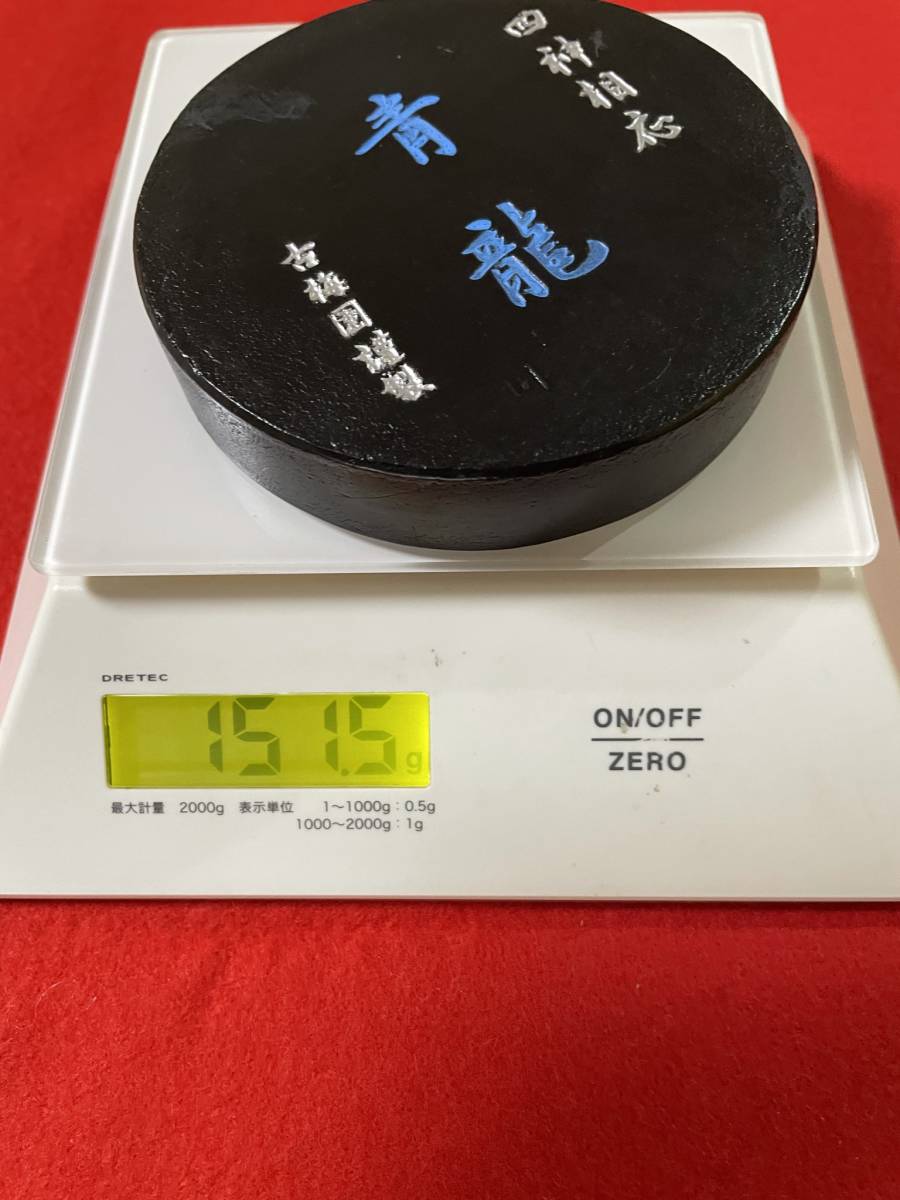 四神相応
青龍
古梅園謹製
DRETEC
151.5g
ON/OFF
ZERO
最大計量 2000g 表示単位 1〜1000g：0.5g
1000〜2000g：1g